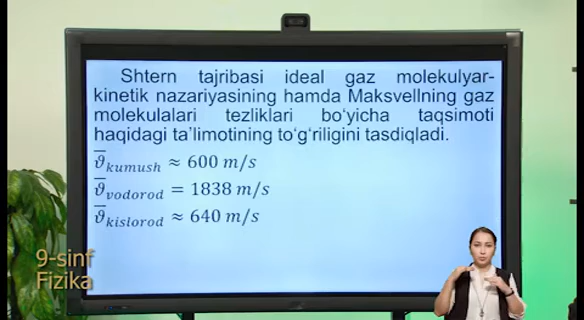 Shtern tajribasi ideal gaz molekulyar-
kinetik nazariyasining hamda Maksvellning gaz
molekulalari tezliklari bo‘yicha taqsimoti
haqidagi ta’limotining to‘g‘riligini tasdiqladi.
ϑ̅ₖᵤₘᵤₛₕ ≈ 600 m/s
ϑ̅ᵥₒdₒᵣₒd = 1838 m/s
ϑ̅ₖᵢₛₗₒᵣₒd ≈ 640 m/s
9-sinf
Fizika